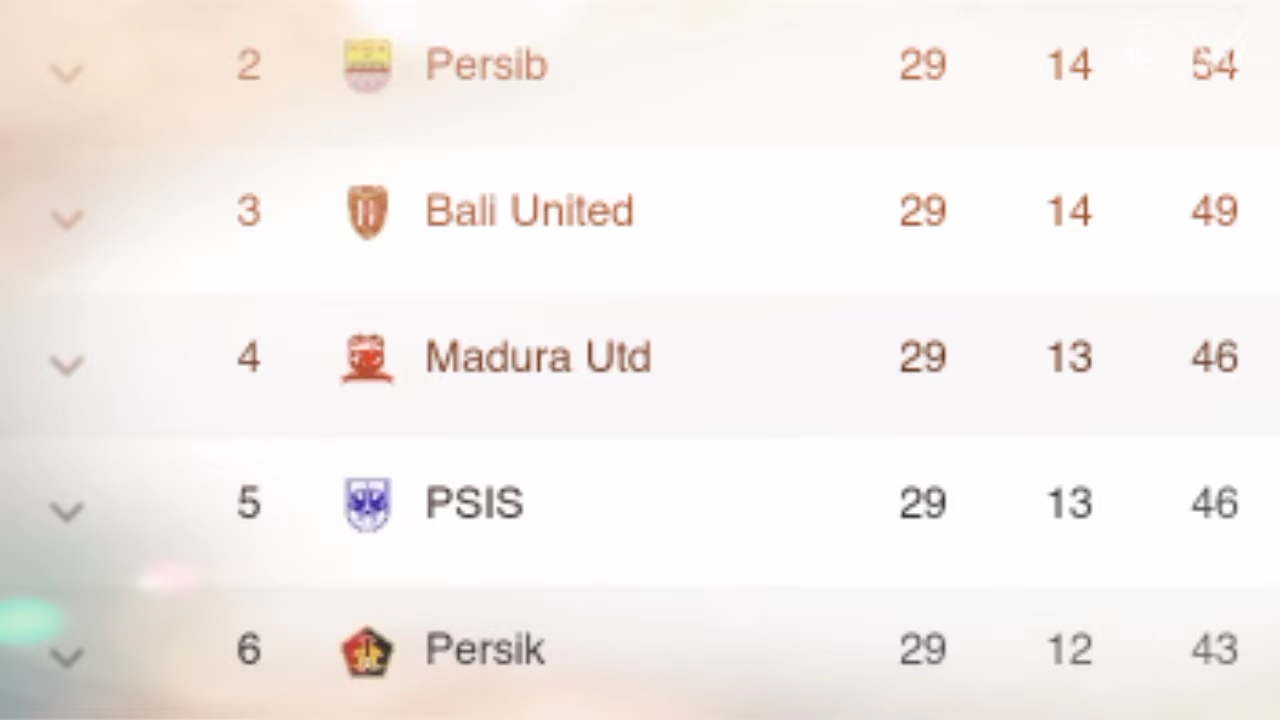 2 Persib 29 14 54
3 Bali United 29 14 49
4 Madura Utd 29 13 46
5 PSIS 29 13 46
6 Persik 29 12 43